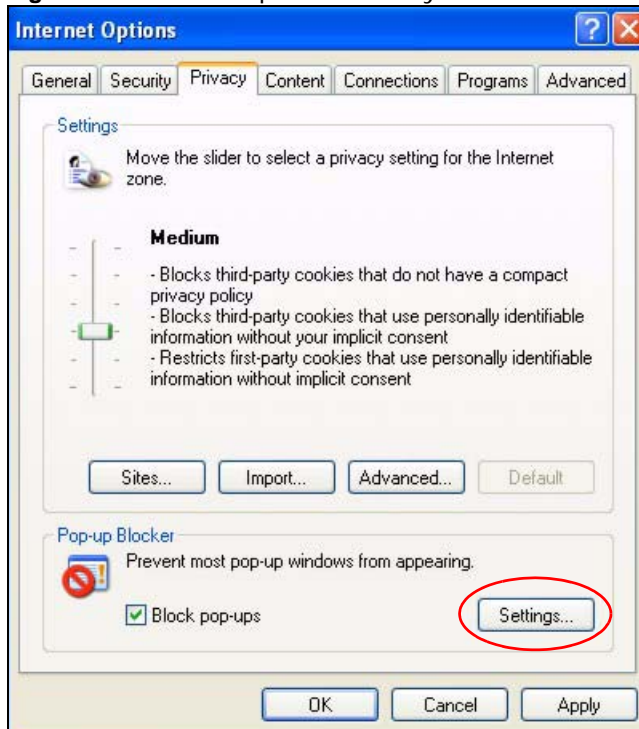 Internet Options
General Security Privacy Content Connections Programs Advanced
Settings
Move the slider to select a privacy setting for the Internet
zone.
Medium
- Blocks third-party cookies that do not have a compact
privacy policy
- Blocks third-party cookies that use personally identifiable
information without your implicit consent
- Restricts first-party cookies that use personally identifiable
information without implicit consent
Sites... Import... Advanced... Default
Pop-up Blocker
Prevent most pop-up windows from appearing.
Block pop-ups
Settings...
OK Cancel Apply